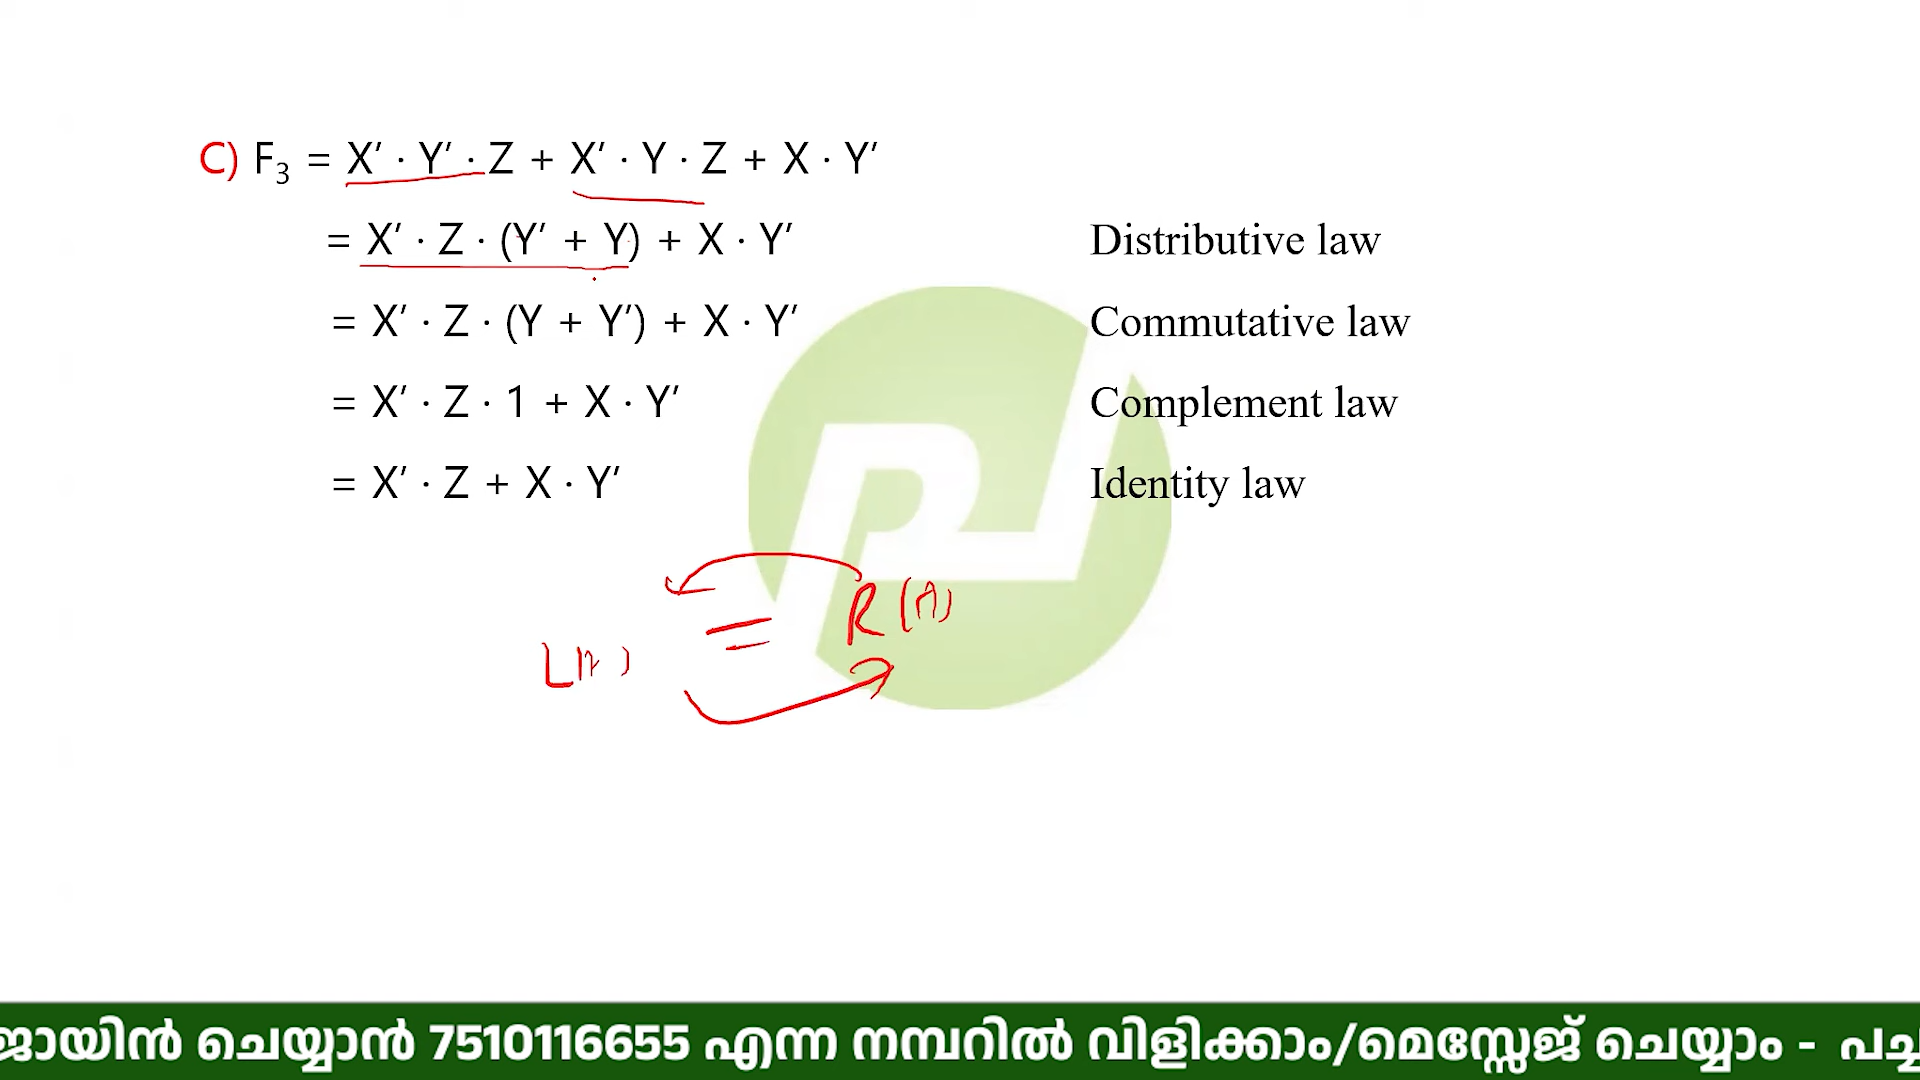 C) F₃ = X′ · Y′ · Z + X′ · Y · Z + X · Y′
= X′ · Z · (Y′ + Y) + X · Y′ Distributive law
= X′ · Z · (Y + Y′) + X · Y′ Commutative law
= X′ · Z · 1 + X · Y′ Complement law
= X′ · Z + X · Y′ Identity law
= R (A)
ജോയിൻ ചെയ്യാൻ 7510116655 എന്ന നമ്പറിൽ വിളിക്കാം/മെസ്സേജ് ചെയ്യാം -